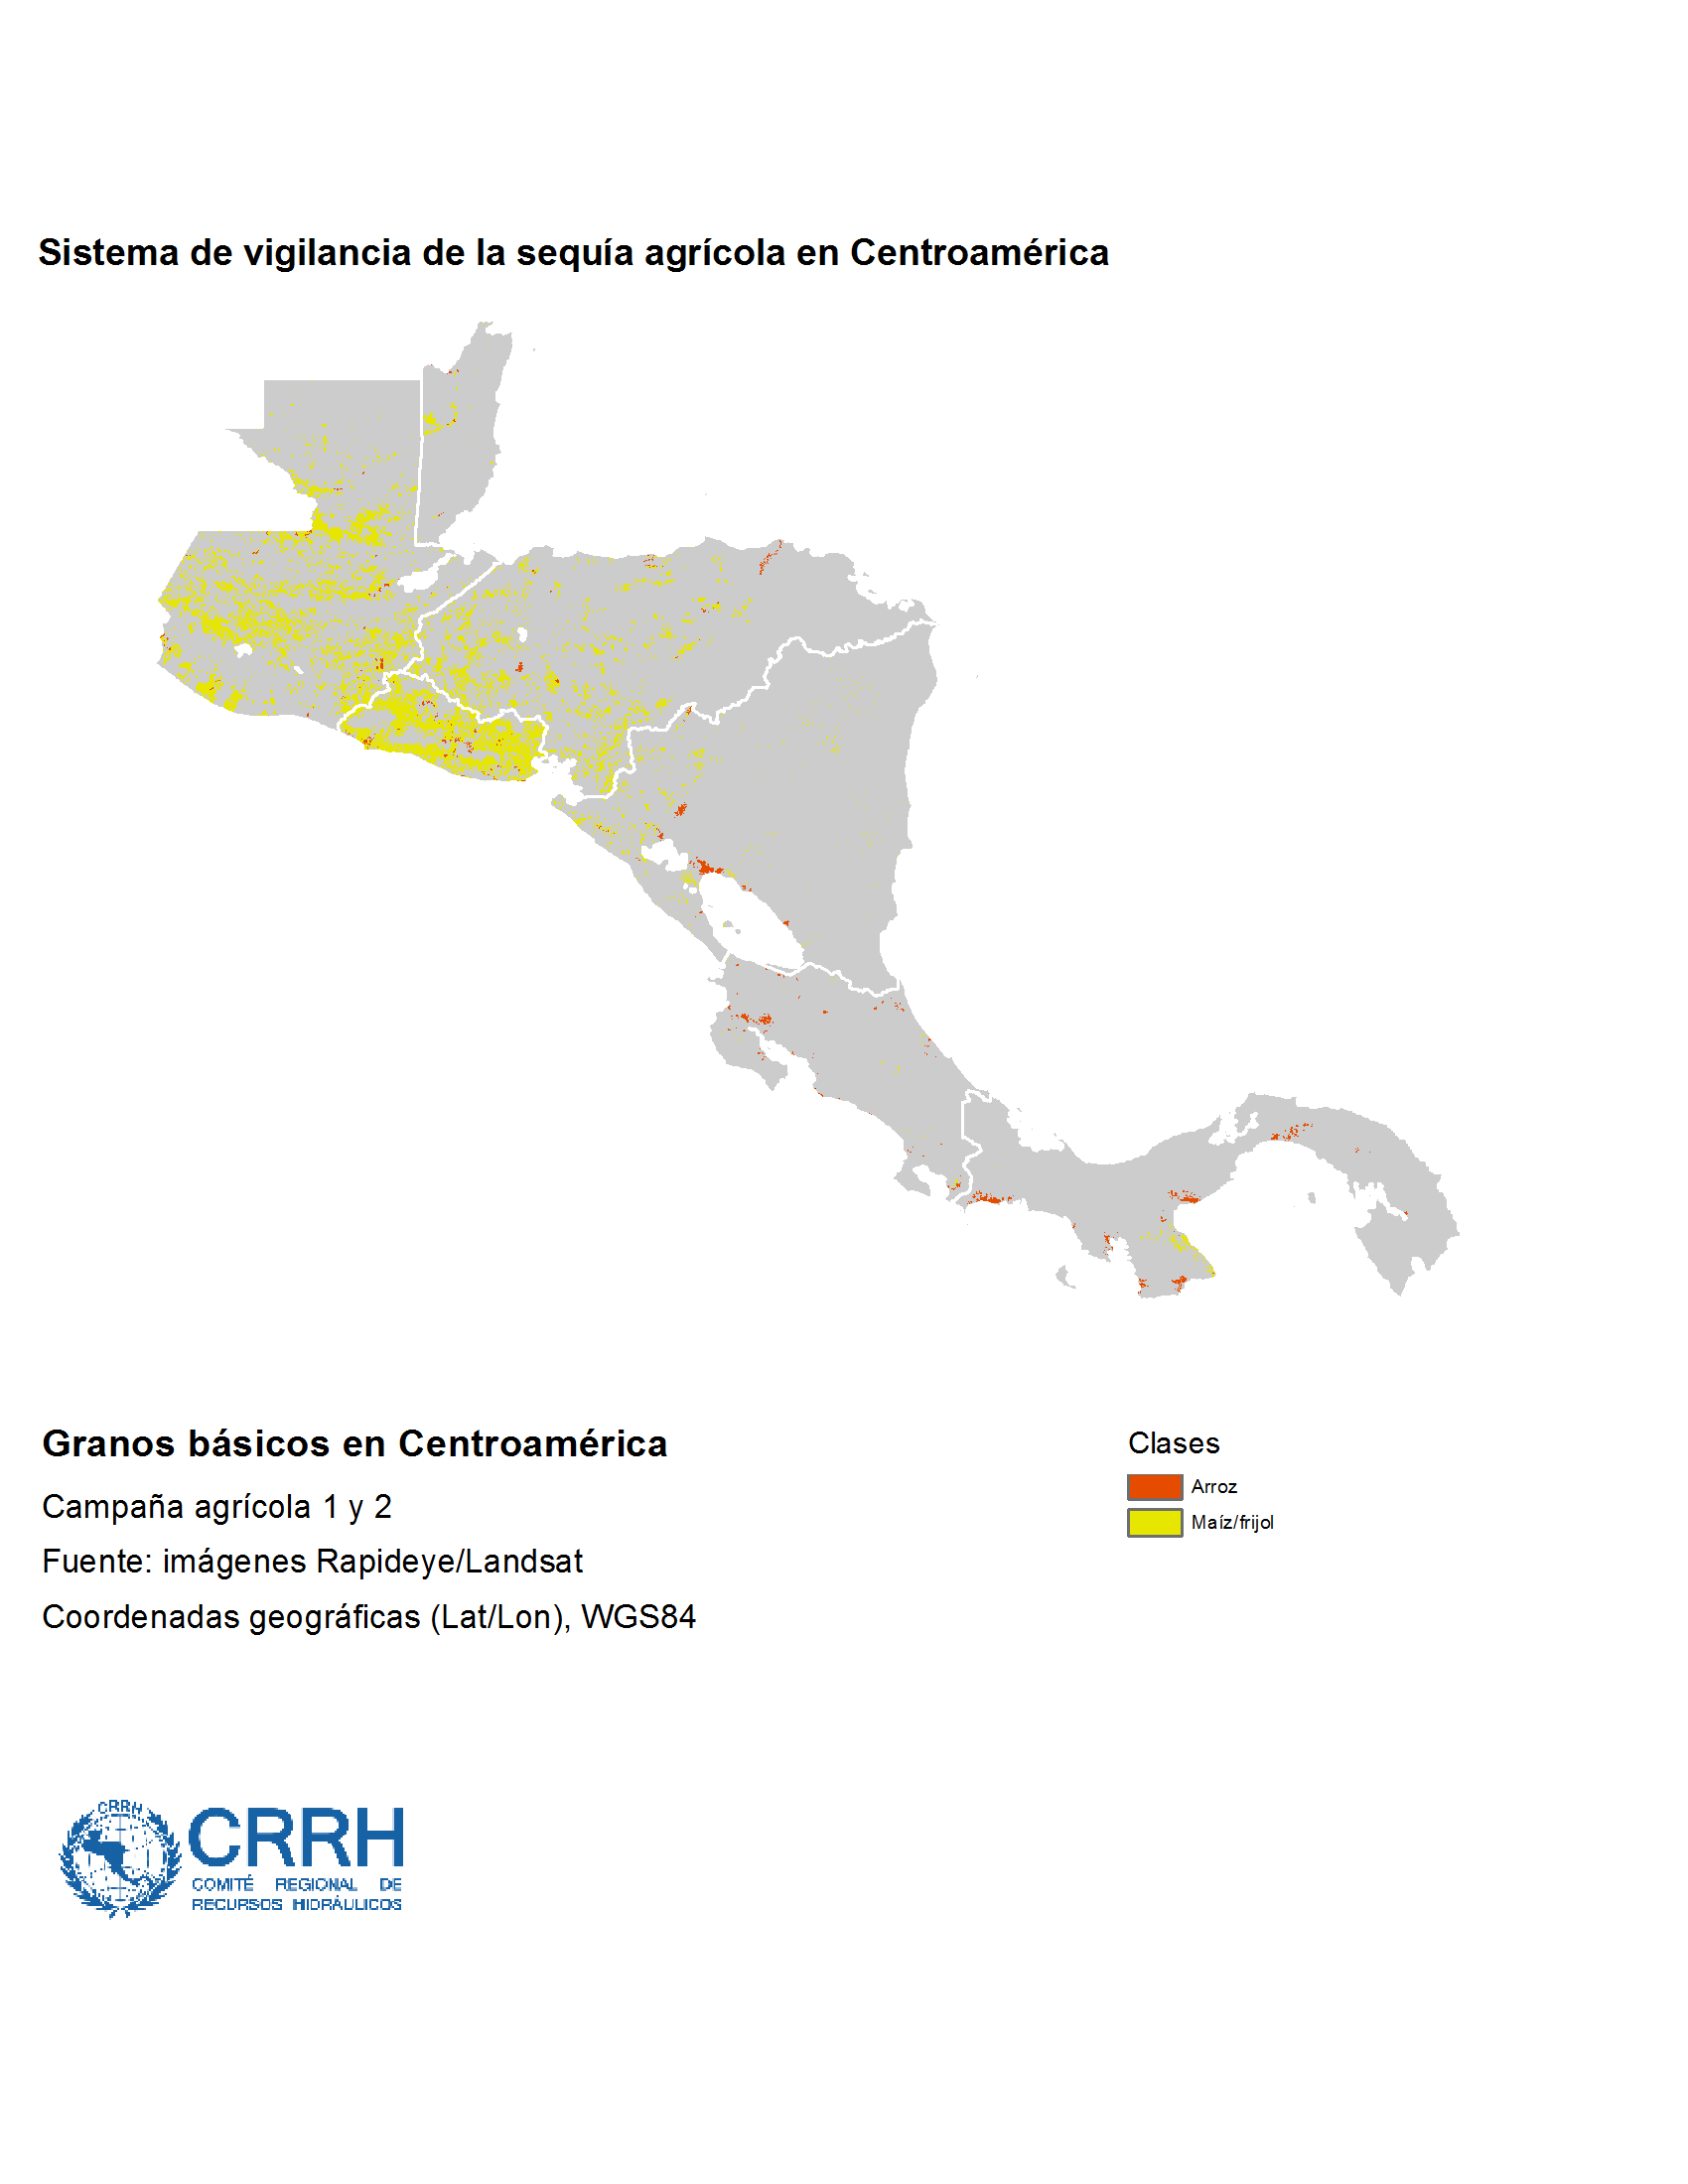 Sistema de vigilancia de la sequía agrícola en Centroamérica
Granos básicos en Centroamérica
Campaña agrícola 1 y 2
Fuente: imágenes Rapideye/Landsat
Coordenadas geográficas (Lat/Lon), WGS84
Clases
Arroz
Maíz/frijol
CRRH
CRRH
COMITÉ REGIONAL DE
RECURSOS HIDRÁULICOS